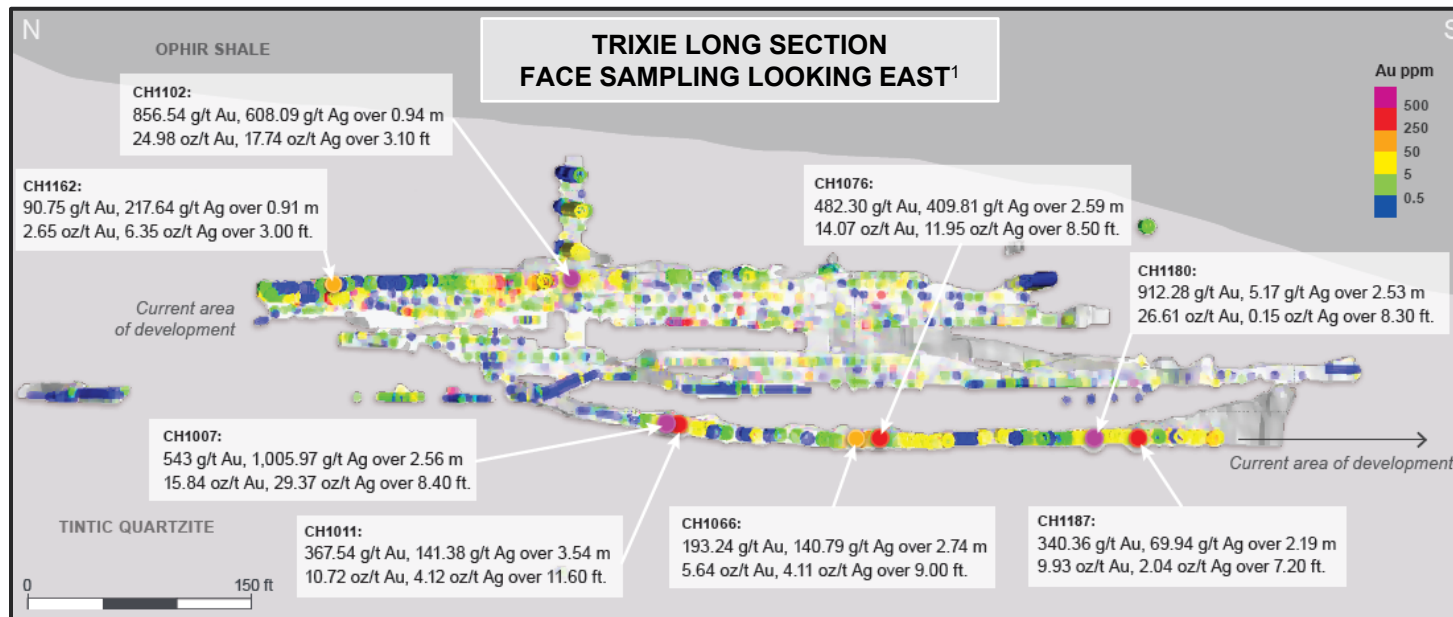 N
S
OPHIR SHALE
TRIXIE LONG SECTION
FACE SAMPLING LOOKING EAST¹
Au ppm
500
250
50
5
0.5
CH1102:
856.54 g/t Au, 608.09 g/t Ag over 0.94 m
24.98 oz/t Au, 17.74 oz/t Ag over 3.10 ft
CH1162:
90.75 g/t Au, 217.64 g/t Ag over 0.91 m
2.65 oz/t Au, 6.35 oz/t Ag over 3.00 ft.
CH1076:
482.30 g/t Au, 409.81 g/t Ag over 2.59 m
14.07 oz/t Au, 11.95 oz/t Ag over 8.50 ft.
CH1180:
912.28 g/t Au, 5.17 g/t Ag over 2.53 m
26.61 oz/t Au, 0.15 oz/t Ag over 8.30 ft.
Current area
of development
CH1007:
543 g/t Au, 1,005.97 g/t Ag over 2.56 m
15.84 oz/t Au, 29.37 oz/t Ag over 8.40 ft.
Current area of development
TINTIC QUARTZITE
CH1011:
367.54 g/t Au, 141.38 g/t Ag over 3.54 m
10.72 oz/t Au, 4.12 oz/t Ag over 11.60 ft.
CH1066:
193.24 g/t Au, 140.79 g/t Ag over 2.74 m
5.64 oz/t Au, 4.11 oz/t Ag over 9.00 ft.
CH1187:
340.36 g/t Au, 69.94 g/t Ag over 2.19 m
9.93 oz/t Au, 2.04 oz/t Ag over 7.20 ft.
0
150 ft